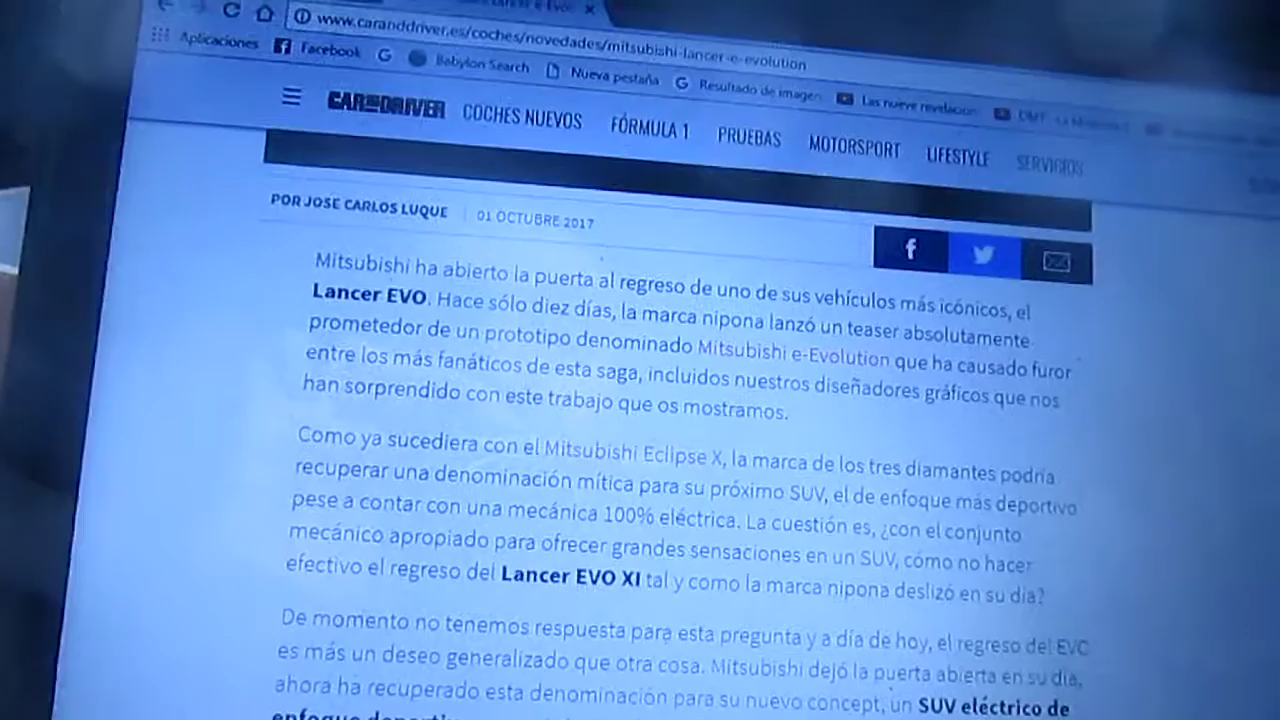 www.caranddriver.es/coches/novedades/mitsubishi-lancer-e-evolution
Aplicaciones Facebook Babylon Search Nueva pestaña Resultado de imagen Las nueve revelacion
CAR AND DRIVER COCHES NUEVOS FÓRMULA 1 PRUEBAS MOTORSPORT LIFESTYLE SERVICIOS
POR JOSE CARLOS LUQUE 01 OCTUBRE 2017
Mitsubishi ha abierto la puerta al regreso de uno de sus vehículos más icónicos, el
Lancer EVO. Hace sólo diez días, la marca nipona lanzó un teaser absolutamente
prometedor de un prototipo denominado Mitsubishi e-Evolution que ha causado furor
entre los más fanáticos de esta saga, incluidos nuestros diseñadores gráficos que nos
han sorprendido con este trabajo que os mostramos.
Como ya sucediera con el Mitsubishi Eclipse X, la marca de los tres diamantes podría
recuperar una denominación mítica para su próximo SUV, el de enfoque más deportivo
pese a contar con una mecánica 100% eléctrica. La cuestión es, ¿con el conjunto
mecánico apropiado para ofrecer grandes sensaciones en un SUV, cómo no hacer
efectivo el regreso del Lancer EVO XI tal y como la marca nipona deslizó en su día?
De momento no tenemos respuesta para esta pregunta y a día de hoy, el regreso del EVO
es más un deseo generalizado que otra cosa. Mitsubishi dejó la puerta abierta en su día,
ahora ha recuperado esta denominación para su nuevo concept, un SUV eléctrico de
enfoque